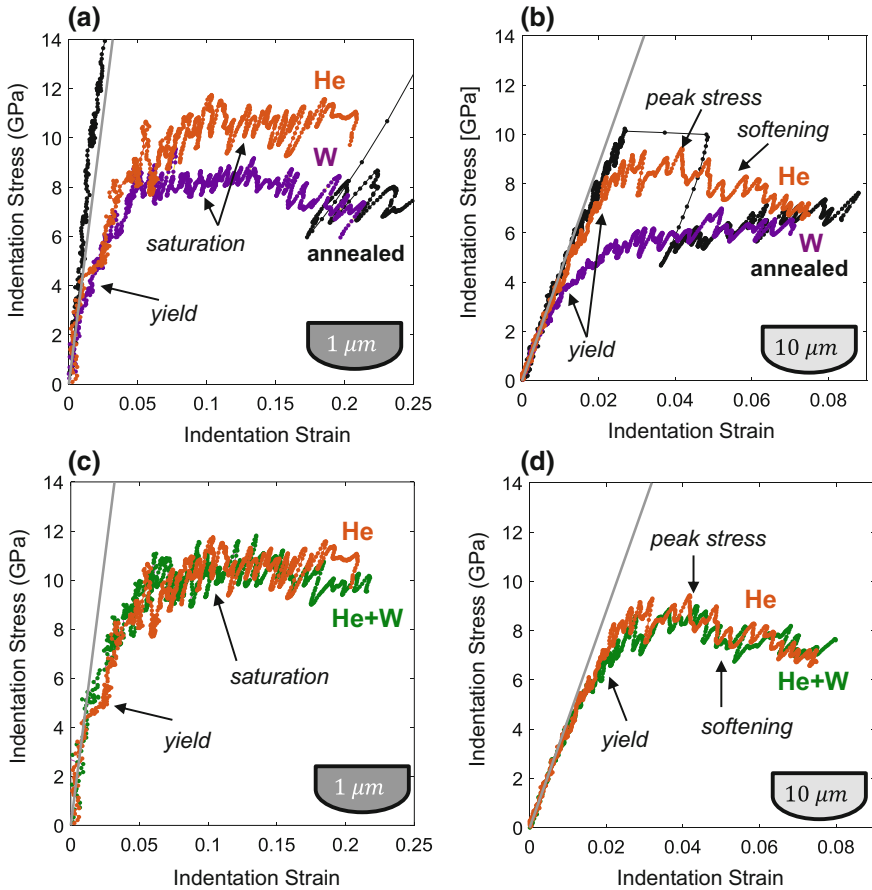 (a)
Indentation Stress (GPa)
14
12
10
8
6
4
2
0
He
W
saturation
annealed
yield
1 μm
0
0.05
0.1
0.15
0.2
0.25
Indentation Strain
(b)
Indentation Stress [GPa]
14
12
10
8
6
4
2
0
peak stress
softening
He
W
annealed
yield
10 μm
0
0.02
0.04
0.06
0.08
Indentation Strain
(c)
Indentation Stress (GPa)
14
12
10
8
6
4
2
0
He
He+W
saturation
yield
1 μm
0
0.05
0.1
0.15
0.2
0.25
Indentation Strain
(d)
Indentation Stress (GPa)
14
12
10
8
6
4
2
0
peak stress
He
He+W
yield
softening
10 μm
0
0.02
0.04
0.06
0.08
Indentation Strain